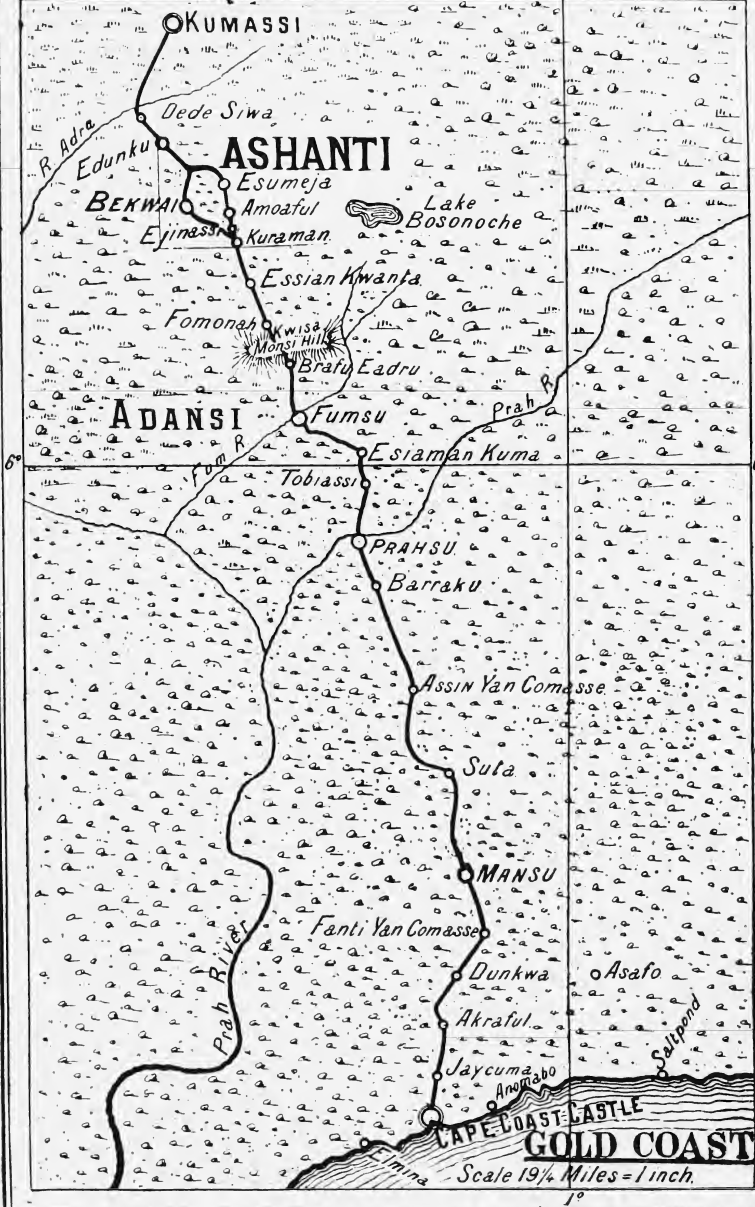 KUMASSI
Dede Siwa
R. Adra
Edunku
ASHANTI
Esumeja
BEKWAI
Amoaful
Lake
Bosonoche
Ejinassi
Kuraman.
Essian Kwanta
Fomonah
Kwisa
Monsi Hill
Brafu Eadru
ADANSI
Fumsu
Prah R.
Fum R.
6°
Esiaman Kuma
Tobiassi
PRAHSU.
Barraku
ASSIN Yan Comasse
Suta
MANSU
Fanti Yan Comasse
Prah River
Dunkwa
Asafo
Akraful
Saltpond
Jaycuma
Anomabo
CAPE COAST CASTLE
Elmina
GOLD COAST
Scale 19¼ Miles = 1 inch.
1°